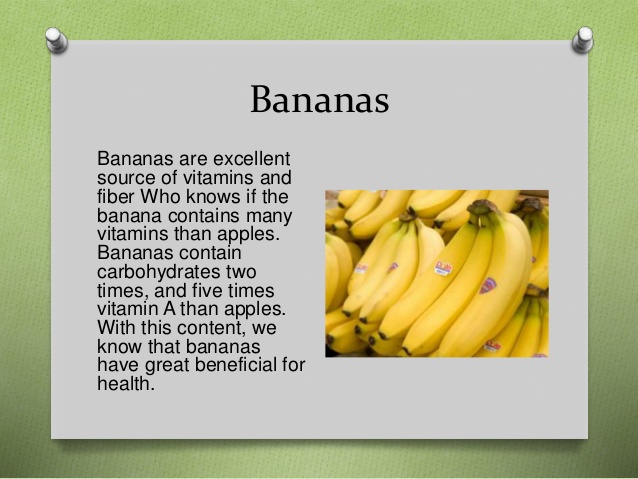 Bananas
Bananas are excellent
source of vitamins and
fiber Who knows if the
banana contains many
vitamins than apples.
Bananas contain
carbohydrates two
times, and five times
vitamin A than apples.
With this content, we
know that bananas
have great beneficial for
health.